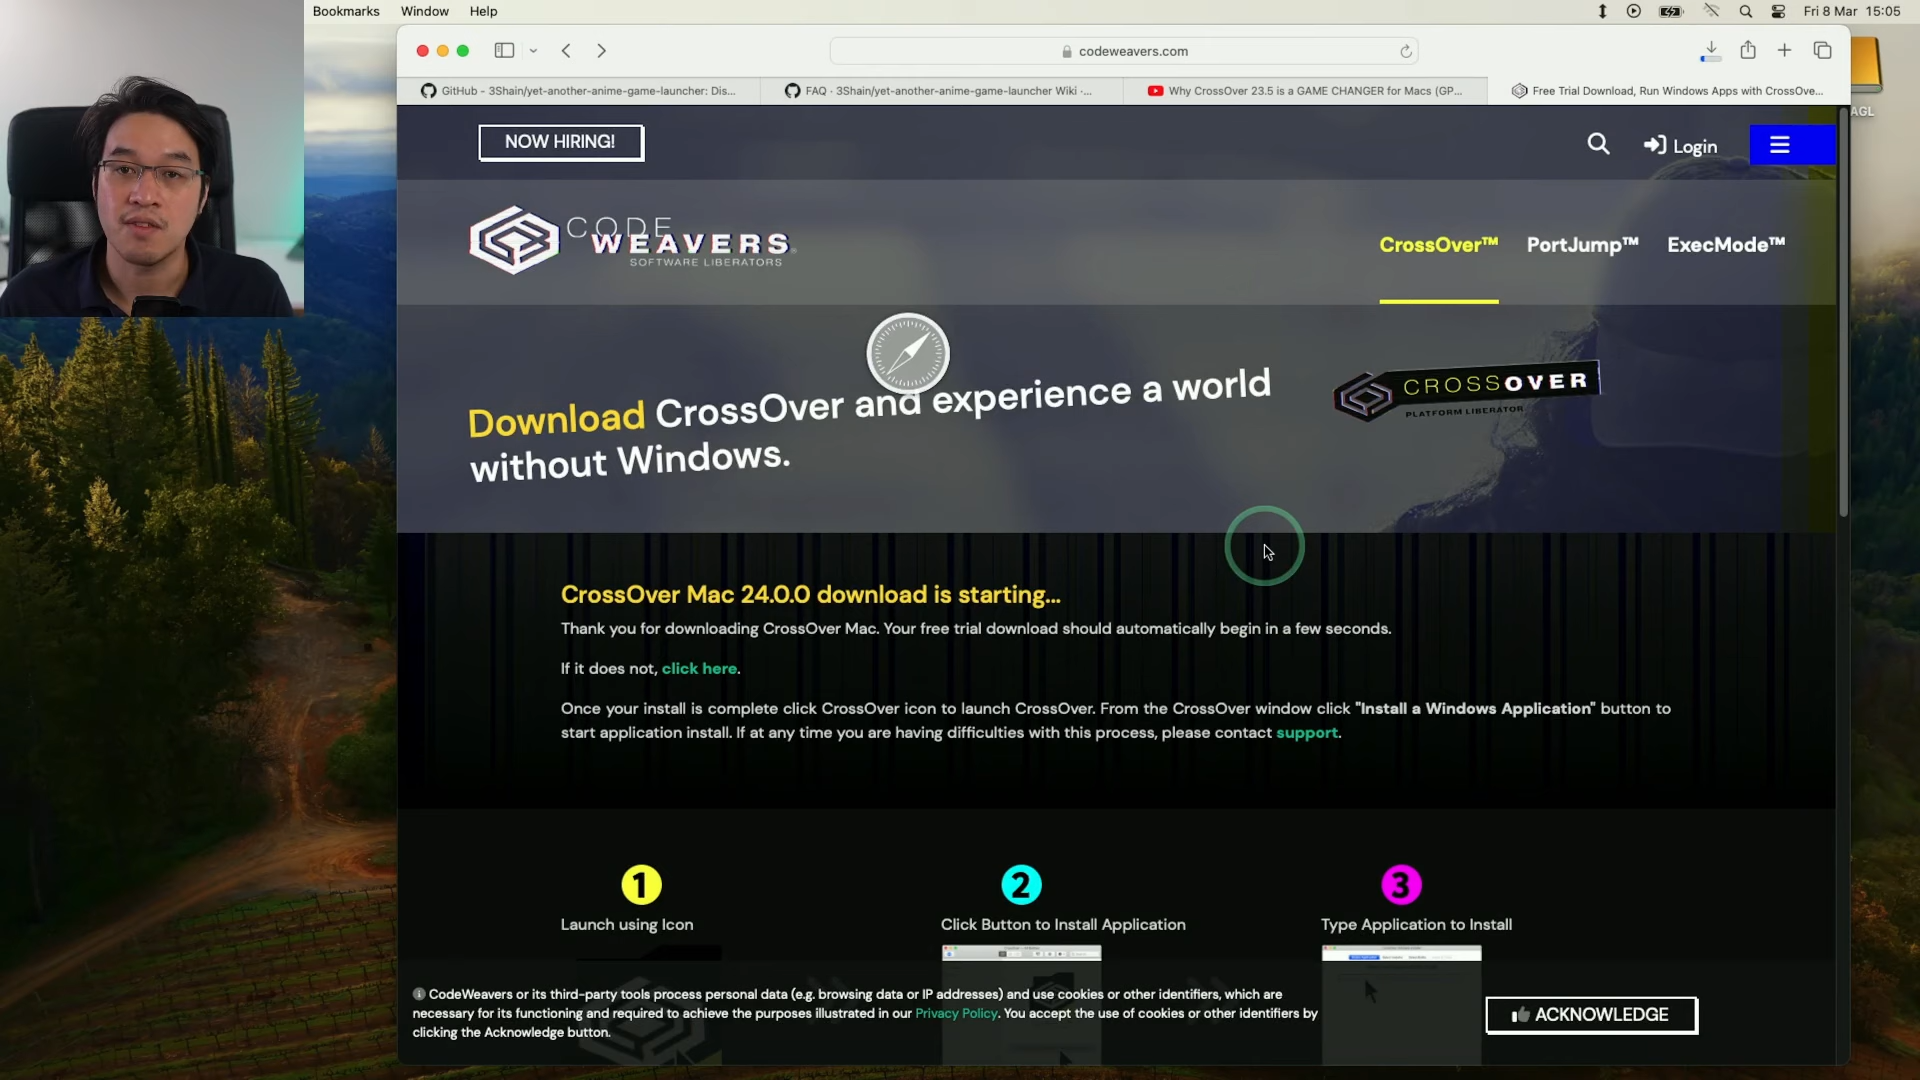 Bookmarks Window Help
Fri 8 Mar 15:05
codeweavers.com
GitHub - 3Shain/yet-another-anime-game-launcher: Dis...
FAQ · 3Shain/yet-another-anime-game-launcher Wiki ·...
Why CrossOver 23.5 is a GAME CHANGER for Macs (GP...
Free Trial Download, Run Windows Apps with CrossOve...
AGL
NOW HIRING!
Login
CODE
WEAVERS
SOFTWARE LIBERATORS
CrossOver™ PortJump™ ExecMode™
Download CrossOver and experience a world
without Windows.
CROSSOVER
PLATFORM LIBERATOR
CrossOver Mac 24.0.0 download is starting...
Thank you for downloading CrossOver Mac. Your free trial download should automatically begin in a few seconds.
If it does not, click here.
Once your install is complete click CrossOver icon to launch CrossOver. From the CrossOver window click "Install a Windows Application" button to
start application install. If at any time you are having difficulties with this process, please contact support.
1
Launch using Icon
2
Click Button to Install Application
3
Type Application to Install
CodeWeavers or its third-party tools process personal data (e.g. browsing data or IP addresses) and use cookies or other identifiers, which are
necessary for its functioning and required to achieve the purposes illustrated in our Privacy Policy. You accept the use of cookies or other identifiers by
clicking the Acknowledge button.
ACKNOWLEDGE